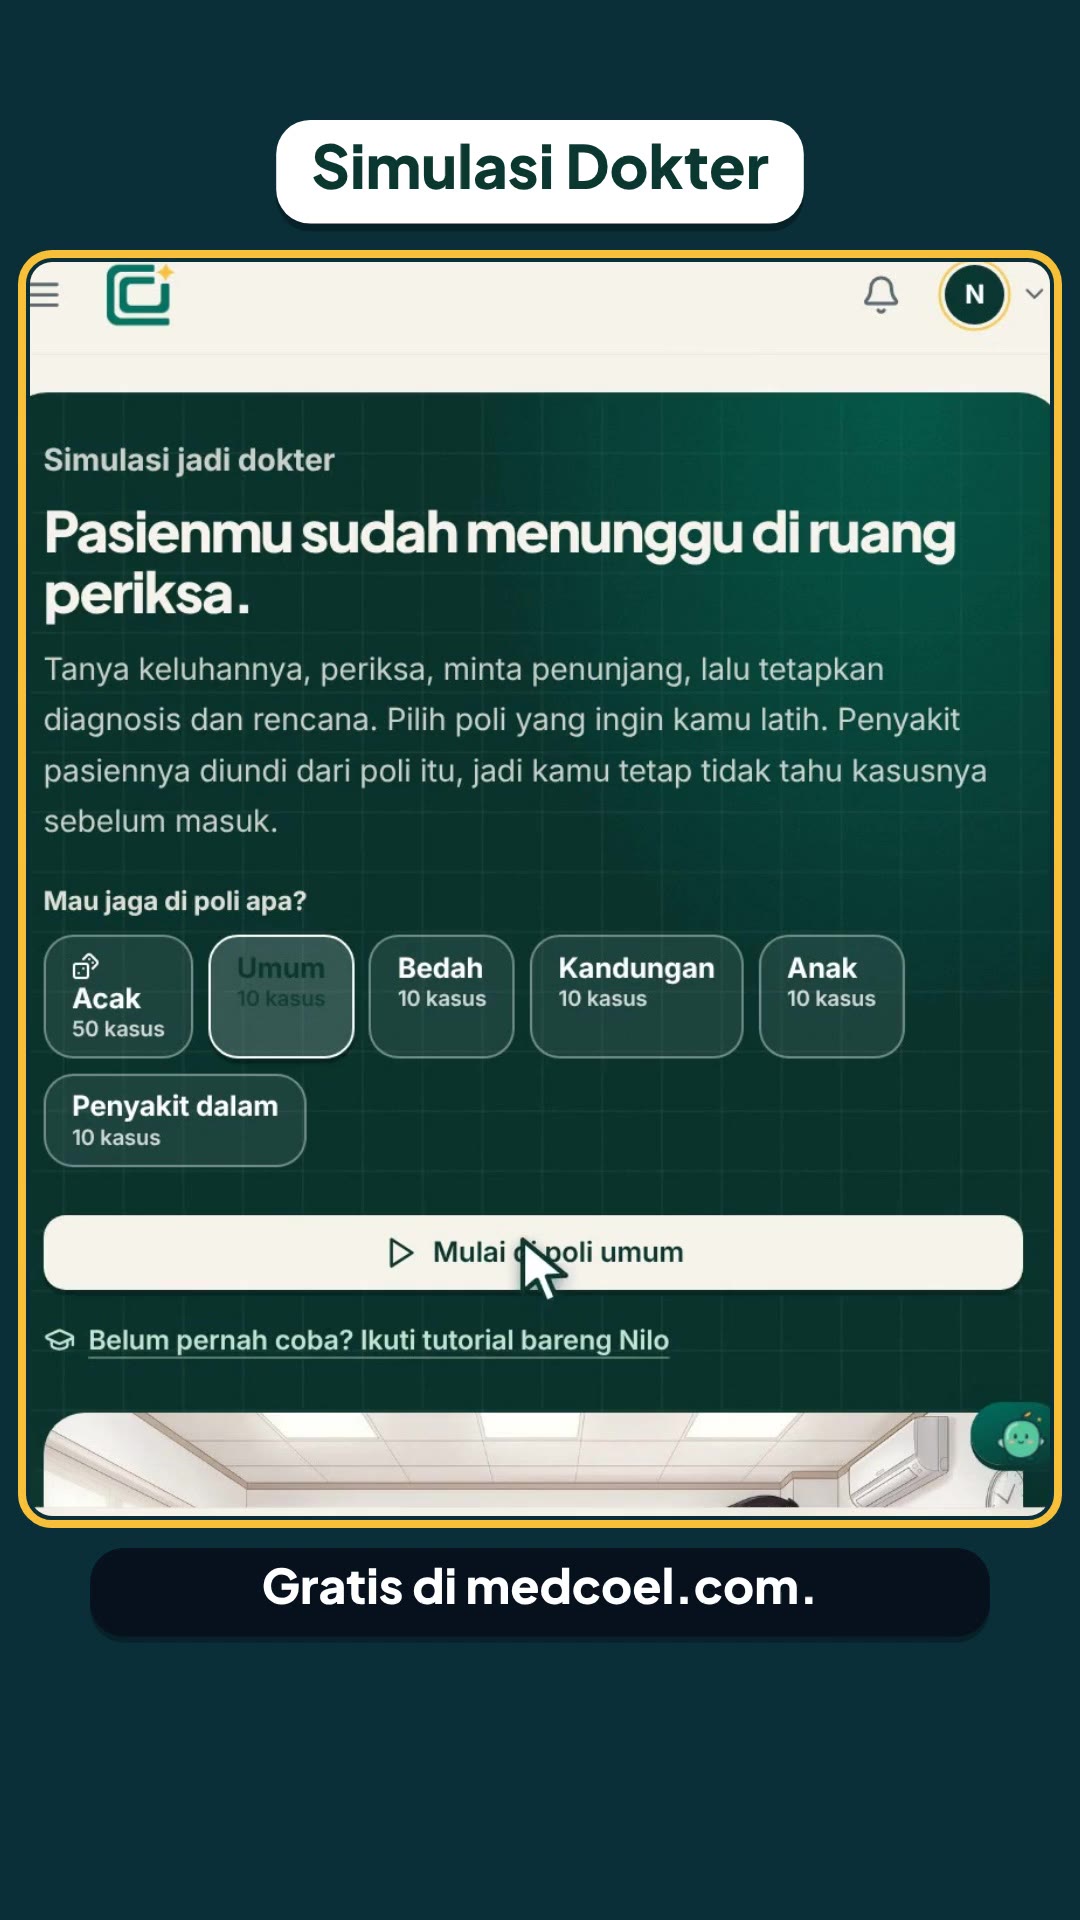 Simulasi Dokter
N
Simulasi jadi dokter
Pasienmu sudah menunggu di ruang
periksa.
Tanya keluhannya, periksa, minta penunjang, lalu tetapkan
diagnosis dan rencana. Pilih poli yang ingin kamu latih. Penyakit
pasiennya diundi dari poli itu, jadi kamu tetap tidak tahu kasusnya
sebelum masuk.
Mau jaga di poli apa?
Acak
50 kasus
Umum
10 kasus
Bedah
10 kasus
Kandungan
10 kasus
Anak
10 kasus
Penyakit dalam
10 kasus
Mulai di poli umum
Belum pernah coba? Ikuti tutorial bareng Nilo
Gratis di medcoel.com.